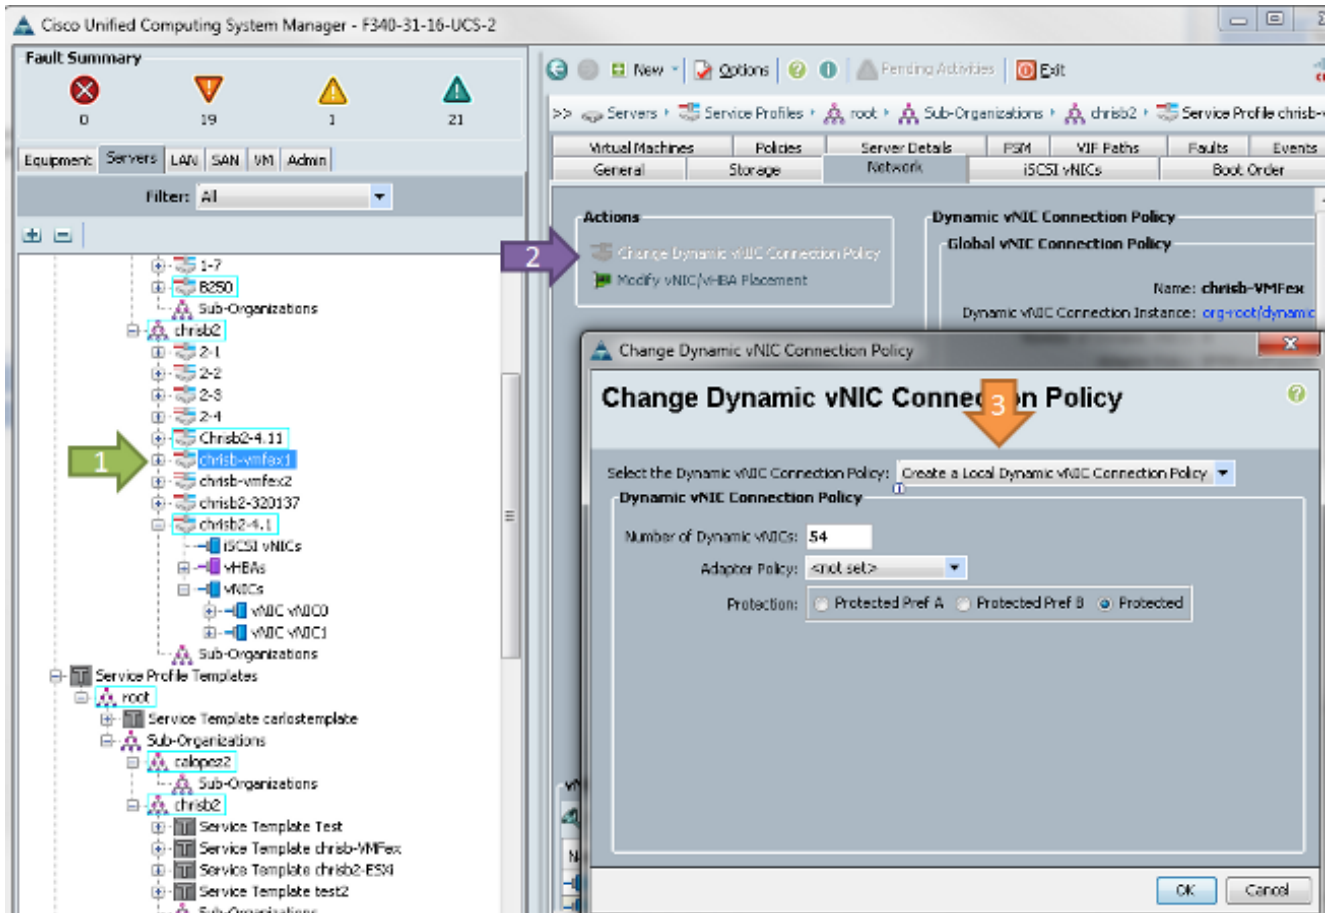 Cisco Unified Computing System Manager - F340-31-16-UCS-2
Fault Summary
0 19 1 21
Equipment Servers LAN SAN VM Admin
Filter: All
1-7
B250
Sub-Organizations
chrisb2
2-1
2-2
2-3
2-4
Chrisb2-4.11
1
chrisb-vmfex1
chrisb-vmfex2
chrisb2-320137
chrisb2-4.1
iSCSI vNICs
vHBAs
vNICs
vNIC vNIC0
vNIC vNIC1
Sub-Organizations
Service Profile Templates
root
Service Template carlostemplate
Sub-Organizations
calopez2
Sub-Organizations
chrisb2
Service Template Test
Service Template chrisb-VMFex
Service Template chrisb2-ESXi
Service Template test2
Sub-Organizations
New Options Pending Activities Exit
>> Servers Service Profiles root Sub-Organizations chrisb2 Service Profile chrisb-
Virtual Machines Policies Server Details FSM VIF Paths Faults Events
General Storage Network iSCSI vNICs Boot Order
Actions
2
Change Dynamic vNIC Connection Policy
Modify vNIC/vHBA Placement
Dynamic vNIC Connection Policy
Global vNIC Connection Policy
Name: chrisb-VMFex
Dynamic vNIC Connection Instance: org-root/dynamic
Change Dynamic vNIC Connection Policy
Change Dynamic vNIC Connection Policy
3
Select the Dynamic vNIC Connection Policy: Create a Local Dynamic vNIC Connection Policy
Dynamic vNIC Connection Policy
Number of Dynamic vNICs: 54
Adapter Policy: <not set>
Protection: Protected Pref A Protected Pref B Protected
OK Cancel